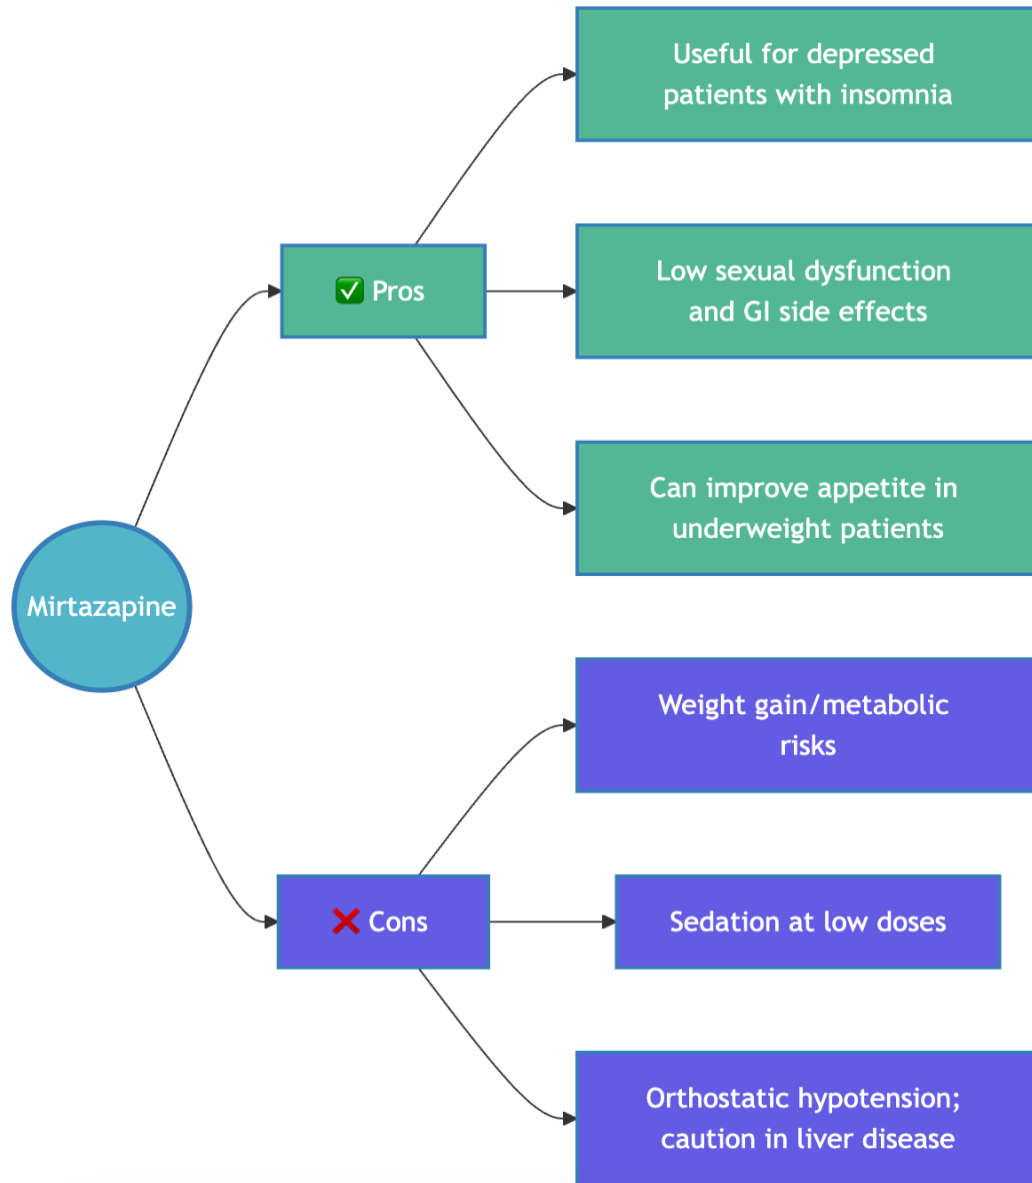 Useful for depressed
patients with insomnia
✅ Pros
Low sexual dysfunction
and GI side effects
Can improve appetite in
underweight patients
Mirtazapine
Weight gain/metabolic
risks
❌ Cons
Sedation at low doses
Orthostatic hypotension;
caution in liver disease